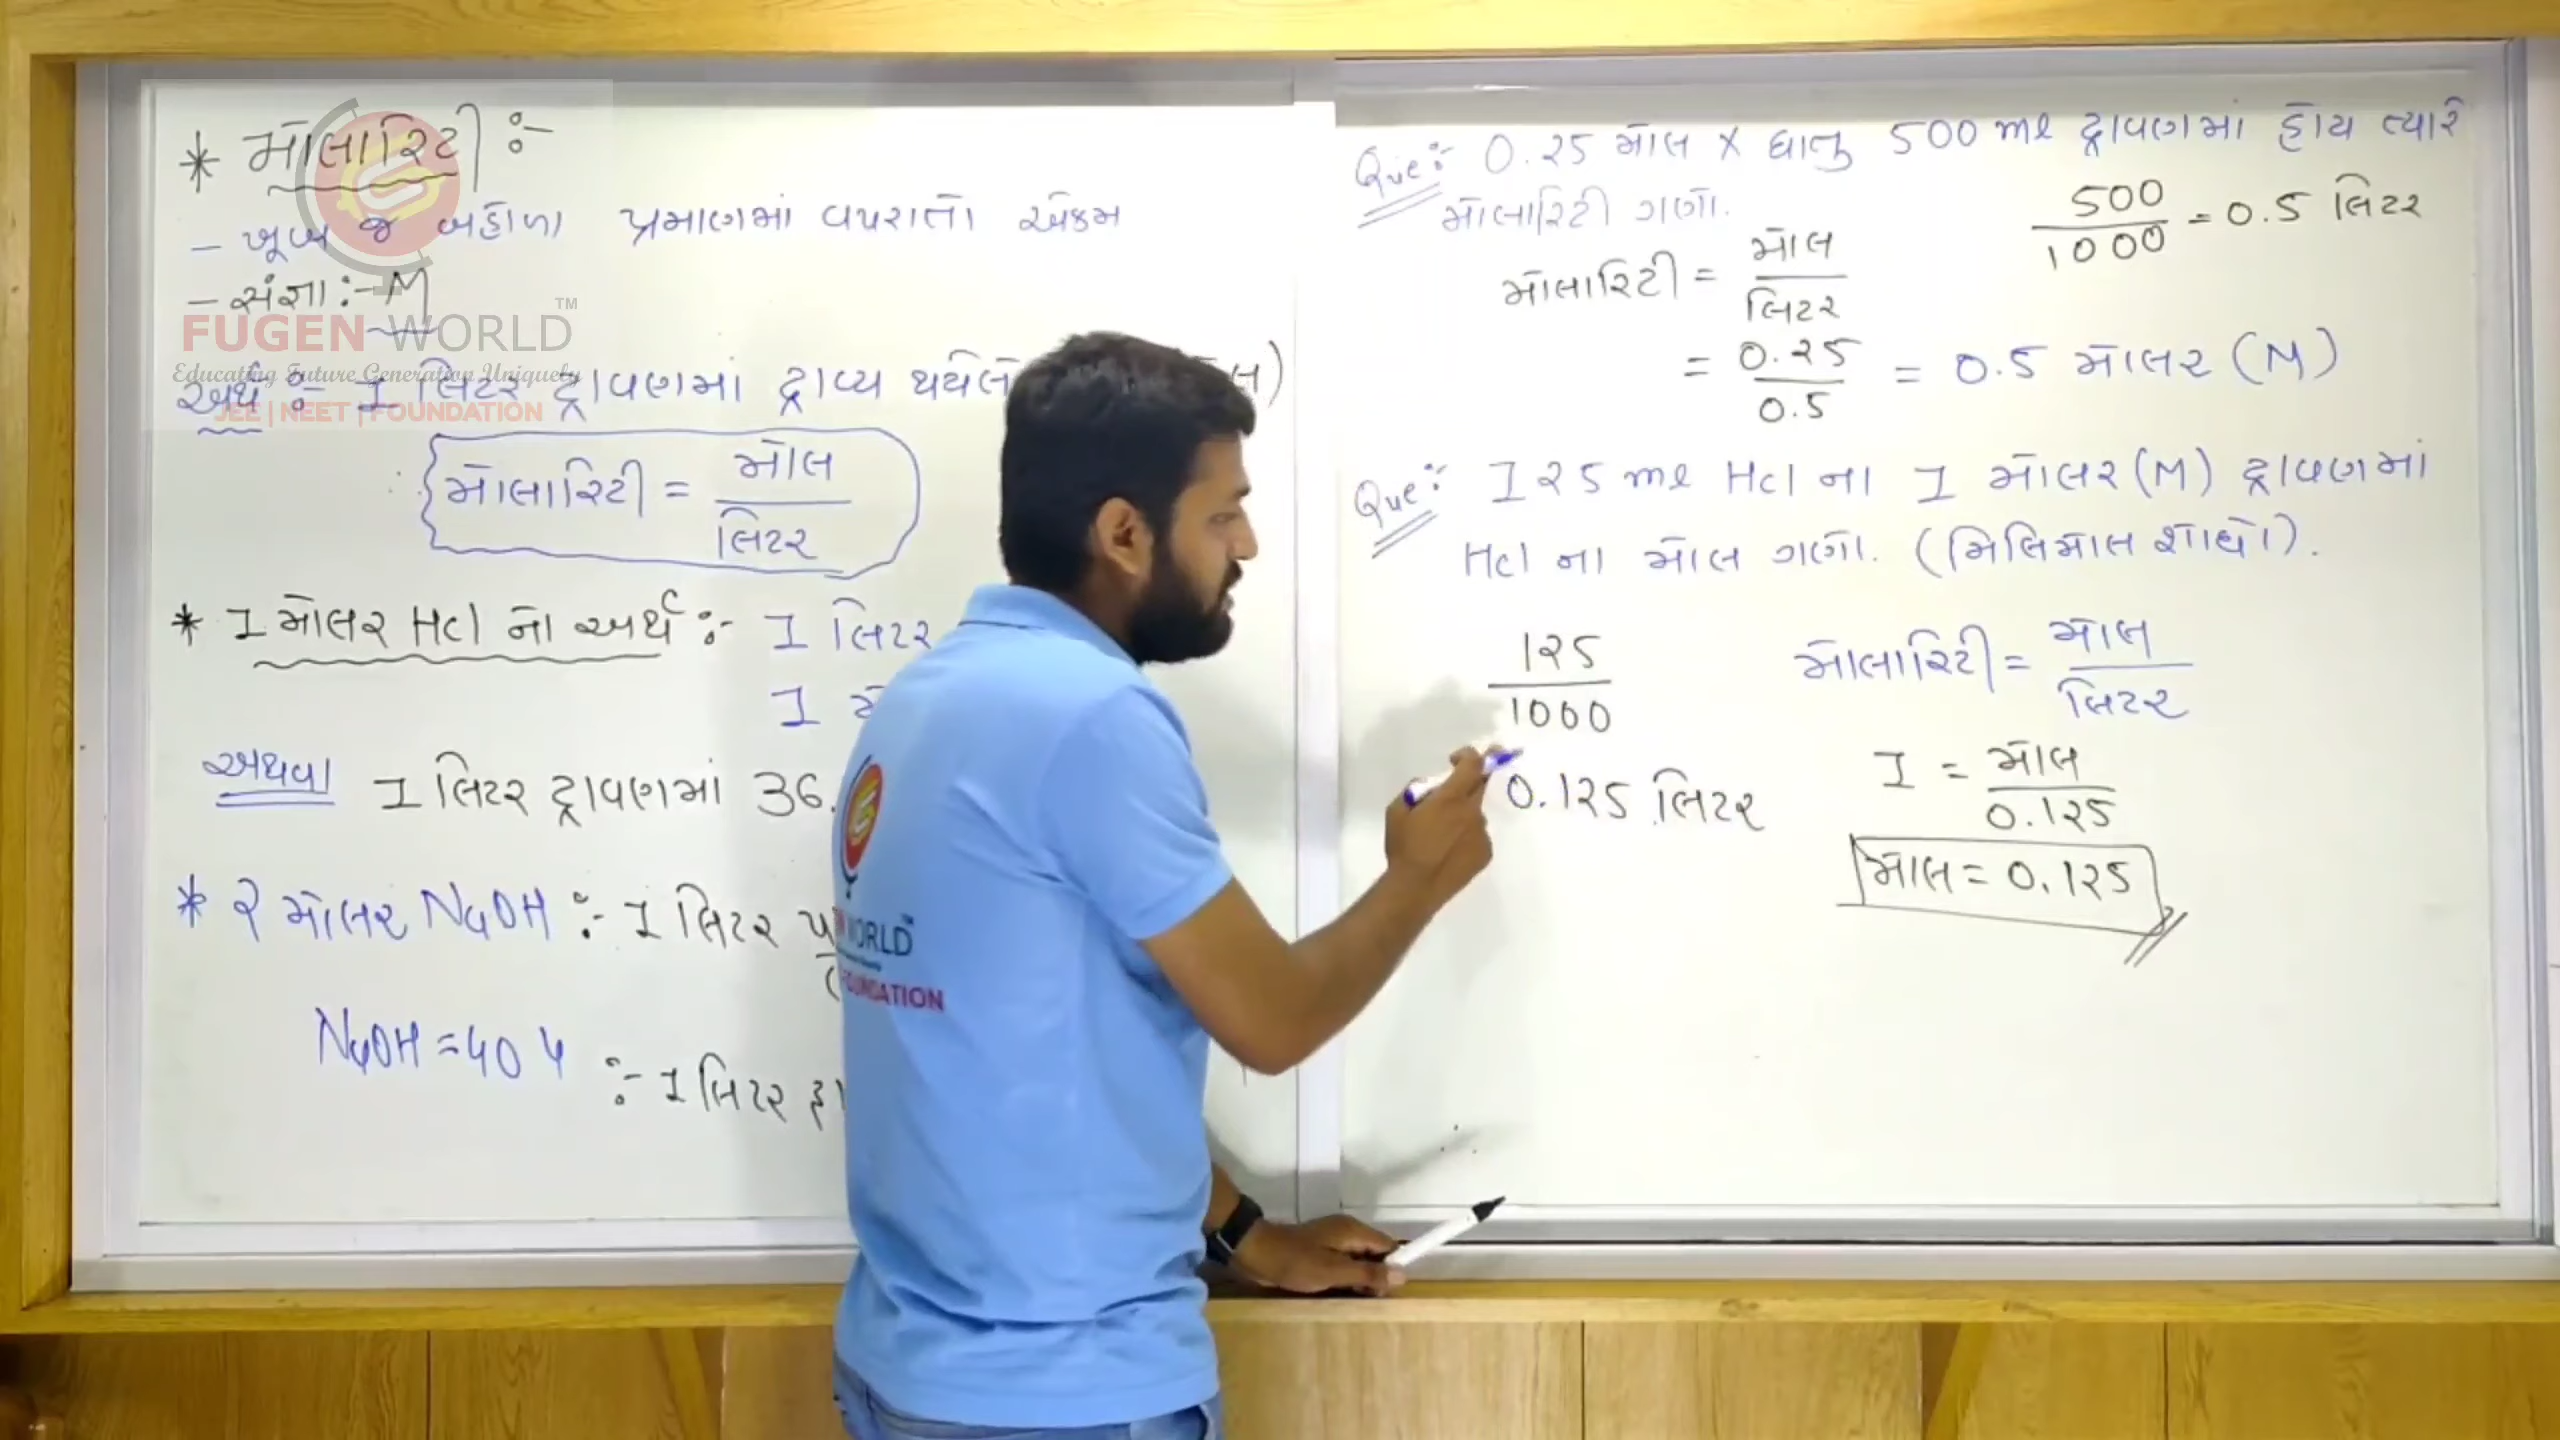 * મોલારિટી :-
- ખૂબ જ બહોળા પ્રમાણમાં વપરાતો એકમ
- સંજ્ઞા :- M
FUGEN WORLD™
Educating Future Generation Uniquely
JEE | NEET | FOUNDATION
અર્થ :- 1 લિટર દ્રાવણમાં દ્રાવ્ય થયેલ
મોલારિટી = મોલ / લિટર
* 1 મોલર Hcl નો અર્થ :- 1 લિટર
1
અથવા 1 લિટર દ્રાવણમાં 36.
* 2 મોલર NaOH :- 1 લિટર
NaOH = 40 :- 1 લિટર
WORLD
FOUNDATION
Que :- 0.25 મોલ X ધાતુ 500 ml દ્રાવણમાં હોય ત્યારે
મોલારિટી ગણો.
500 / 1000 = 0.5 લિટર
મોલારિટી = મોલ / લિટર
= 0.25 / 0.5 = 0.5 મોલર (M)
Que :- 125 ml Hcl ના 1 મોલર (M) દ્રાવણમાં
Hcl ના મોલ ગણો. (મિલિમોલ શોધો).
125 / 1000
0.125 લિટર
મોલારિટી = મોલ / લિટર
1 = મોલ / 0.125
મોલ = 0.125